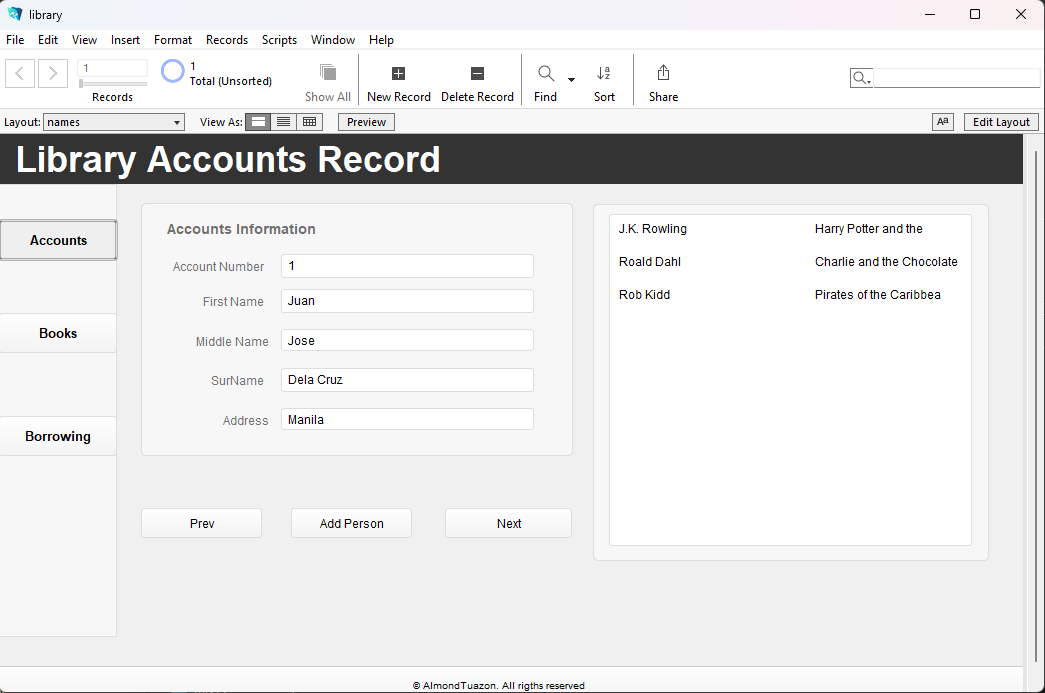 library
File Edit View Insert Format Records Scripts Window Help
1
1
Total (Unsorted)
Records
Show All
New Record
Delete Record
Find
Sort
Share
Layout: names
View As:
Preview
Aa
Edit Layout
Library Accounts Record
Accounts
Books
Borrowing
Accounts Information
Account Number 1
First Name Juan
Middle Name Jose
SurName Dela Cruz
Address Manila
Prev
Add Person
Next
J.K. Rowling Harry Potter and the
Roald Dahl Charlie and the Chocolate
Rob Kidd Pirates of the Caribbea
© AlmondTuazon. All rigths reserved